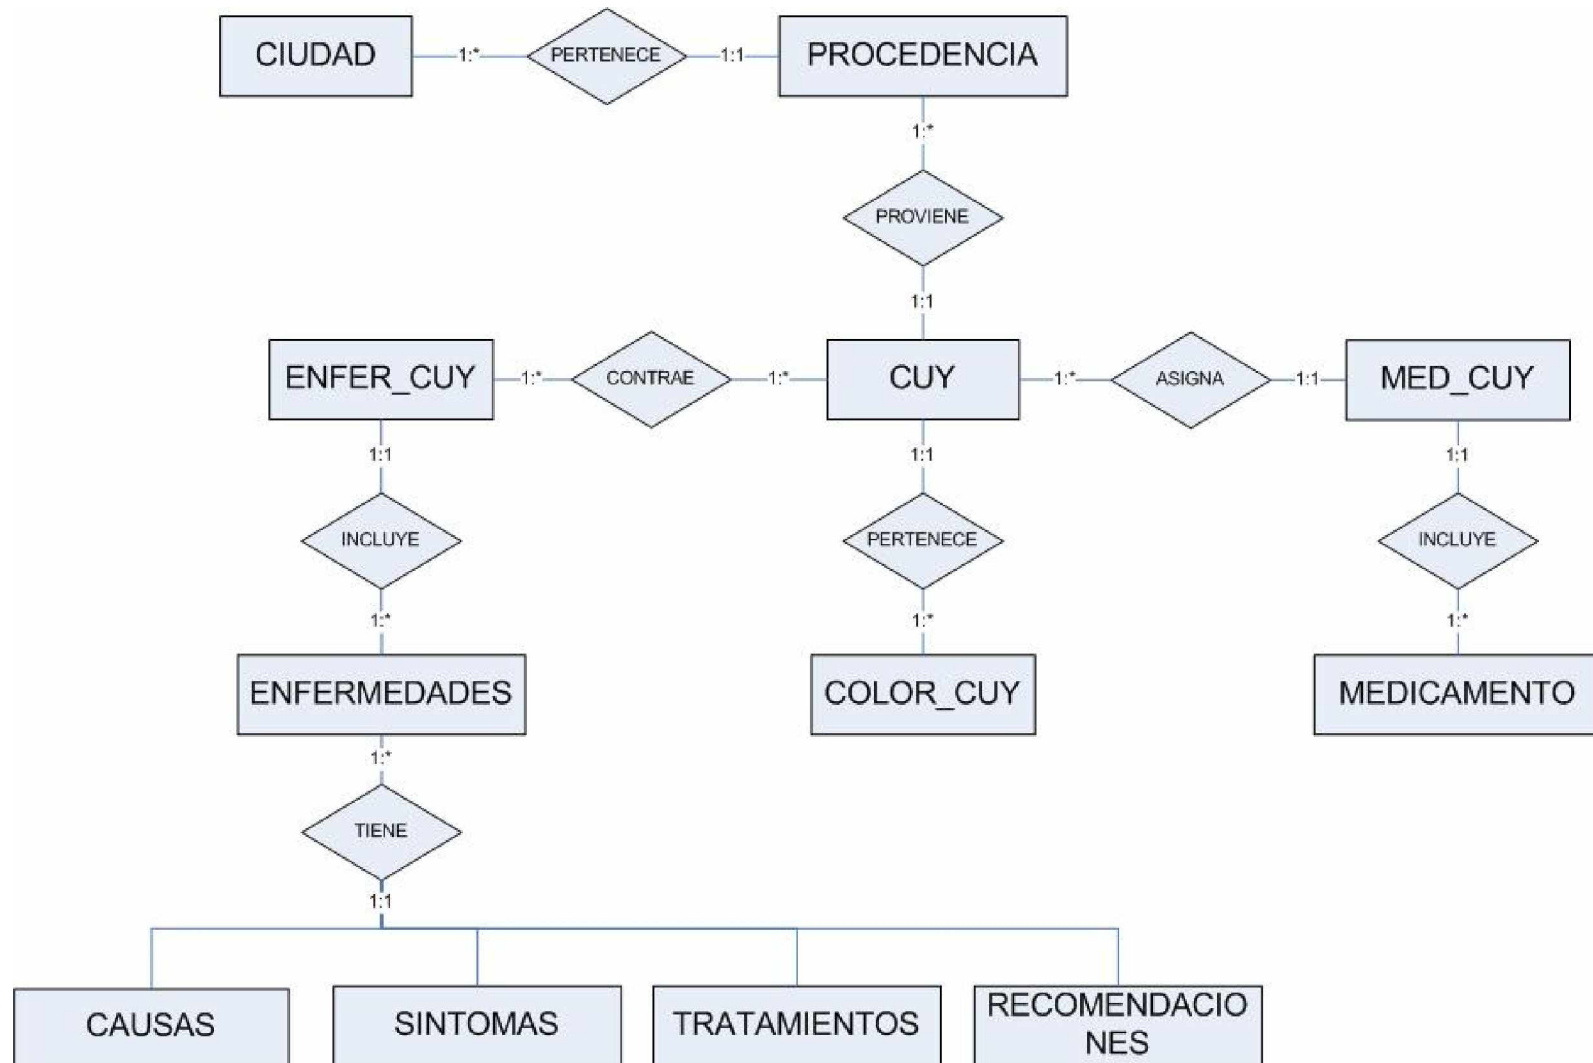 CIUDAD
1:*
PERTENECE
1:1
PROCEDENCIA
1:*
PROVIENE
1:1
ENFER_CUY
1:*
CONTRAE
1:*
CUY
1:*
ASIGNA
1:1
MED_CUY
1:1
1:1
1:1
INCLUYE
PERTENECE
INCLUYE
1:*
1:*
1:*
ENFERMEDADES
COLOR_CUY
MEDICAMENTO
1:*
TIENE
1:1
CAUSAS
SINTOMAS
TRATAMIENTOS
RECOMENDACIO
NES